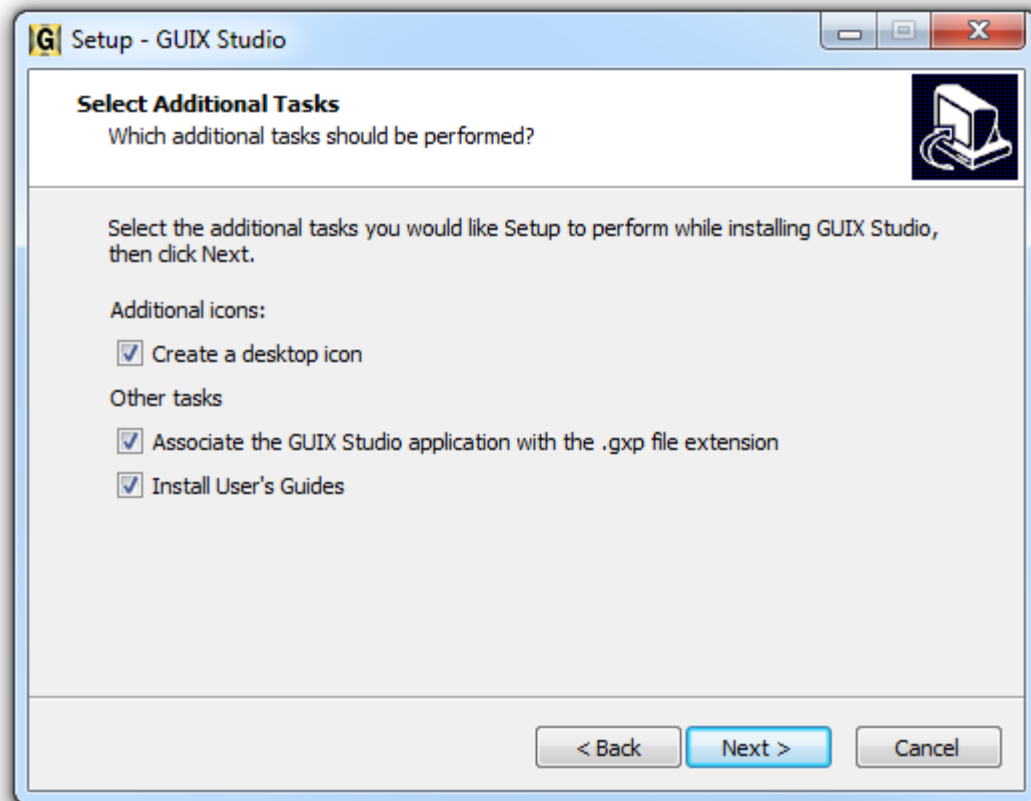 G Setup - GUIX Studio
Select Additional Tasks
Which additional tasks should be performed?
Select the additional tasks you would like Setup to perform while installing GUIX Studio,
then click Next.
Additional icons:
Create a desktop icon
Other tasks
Associate the GUIX Studio application with the .gxp file extension
Install User's Guides
< Back Next > Cancel